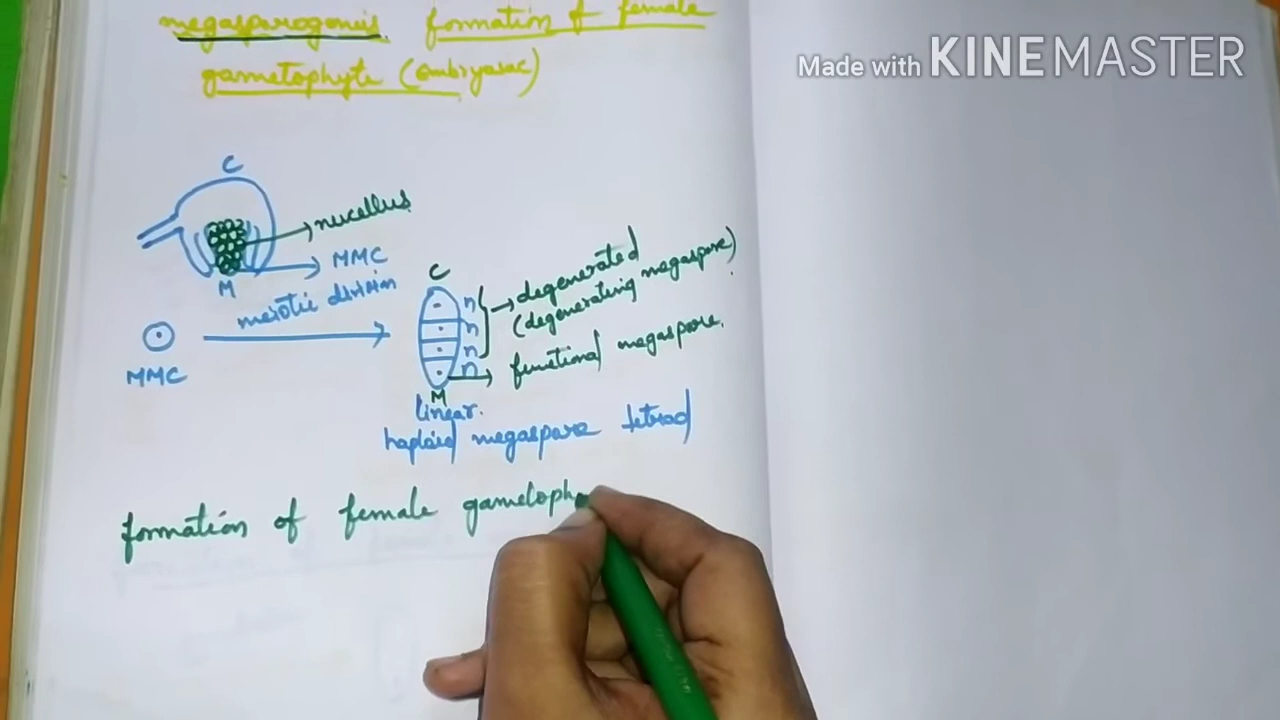 megasporogenis formation of female
Made with KINEMASTER
gametophyte (embryosac)
C
nucellus
MMC
M
meiotic division
MMC
C
n
n
n
n
degenerated
(degenerating megaspore)
functional megaspore.
M
linear.
haploid megaspore tetrad
formation of female gametoph